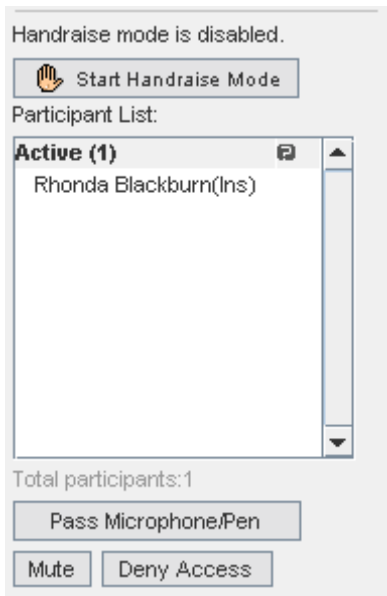 Handraise mode is disabled.
Start Handraise Mode
Participant List:
Active (1)
Rhonda Blackburn(Ins)
Total participants:1
Pass Microphone/Pen
Mute Deny Access